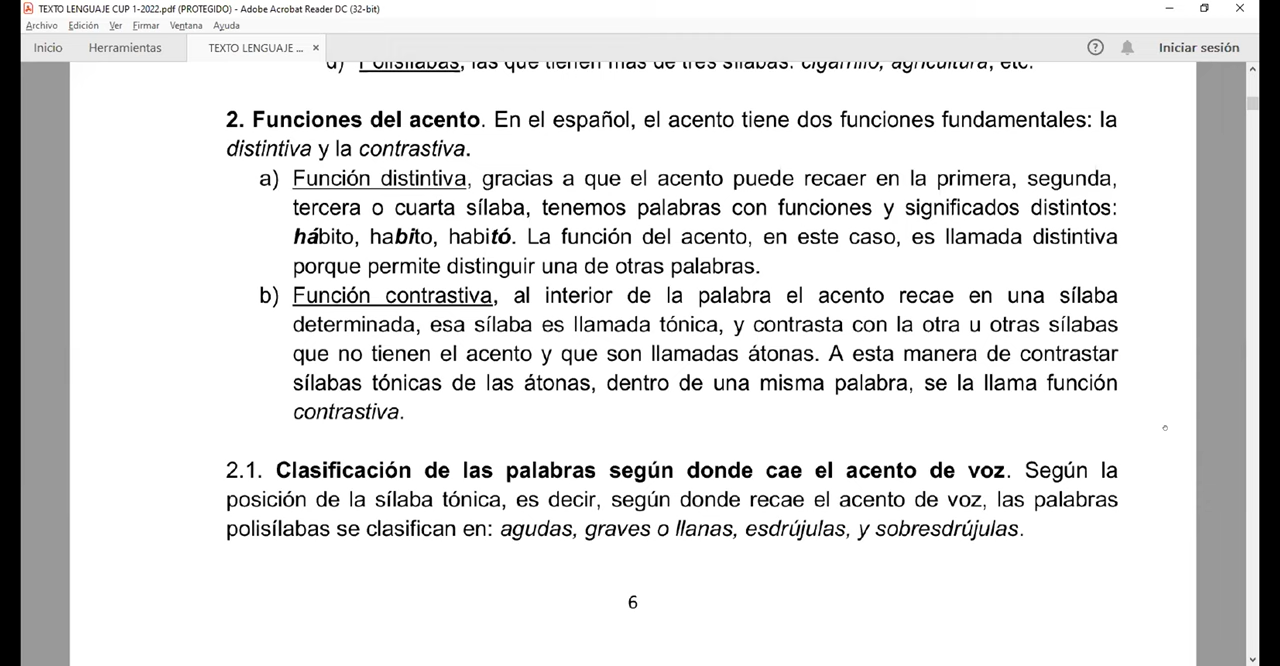 TEXTO LENGUAJE CUP 1-2022.pdf (PROTEGIDO) - Adobe Acrobat Reader DC (32-bit)
Archivo Edición Ver Firmar Ventana Ayuda
Inicio Herramientas TEXTO LENGUAJE ... × ? Iniciar sesión
d) Polisílabas, las que tienen más de tres sílabas: cigarrillo, agricultura, etc.
2. Funciones del acento. En el español, el acento tiene dos funciones fundamentales: la
distintiva y la contrastiva.
a) Función distintiva, gracias a que el acento puede recaer en la primera, segunda,
tercera o cuarta sílaba, tenemos palabras con funciones y significados distintos:
hábito, habito, habitó. La función del acento, en este caso, es llamada distintiva
porque permite distinguir una de otras palabras.
b) Función contrastiva, al interior de la palabra el acento recae en una sílaba
determinada, esa sílaba es llamada tónica, y contrasta con la otra u otras sílabas
que no tienen el acento y que son llamadas átonas. A esta manera de contrastar
sílabas tónicas de las átonas, dentro de una misma palabra, se la llama función
contrastiva.
2.1. Clasificación de las palabras según donde cae el acento de voz. Según la
posición de la sílaba tónica, es decir, según donde recae el acento de voz, las palabras
polisílabas se clasifican en: agudas, graves o llanas, esdrújulas, y sobresdrújulas.
6